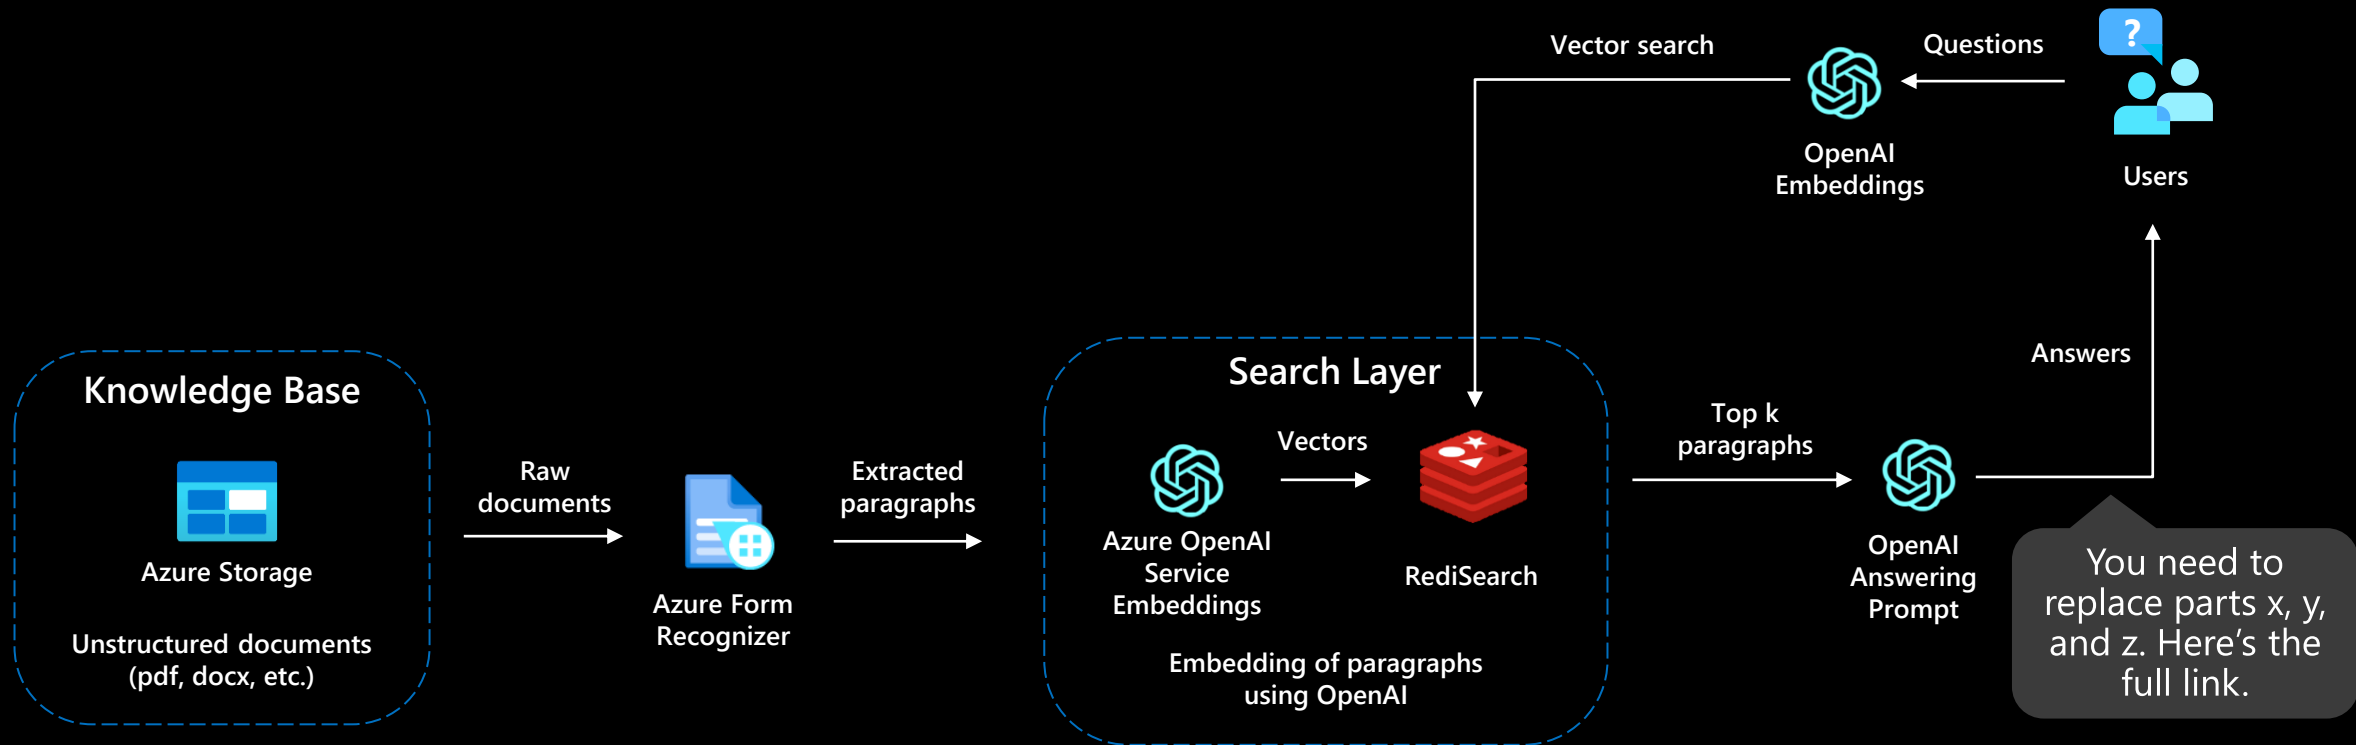 ?
Questions
Vector search
OpenAI
Embeddings
Users
Answers
Knowledge Base
Azure Storage
Unstructured documents
(pdf, docx, etc.)
Raw
documents
Azure Form
Recognizer
Extracted
paragraphs
Search Layer
Azure OpenAI
Service
Embeddings
Vectors
RediSearch
Embedding of paragraphs
using OpenAI
Top k
paragraphs
OpenAI
Answering
Prompt
You need to
replace parts x, y,
and z. Here’s the
full link.